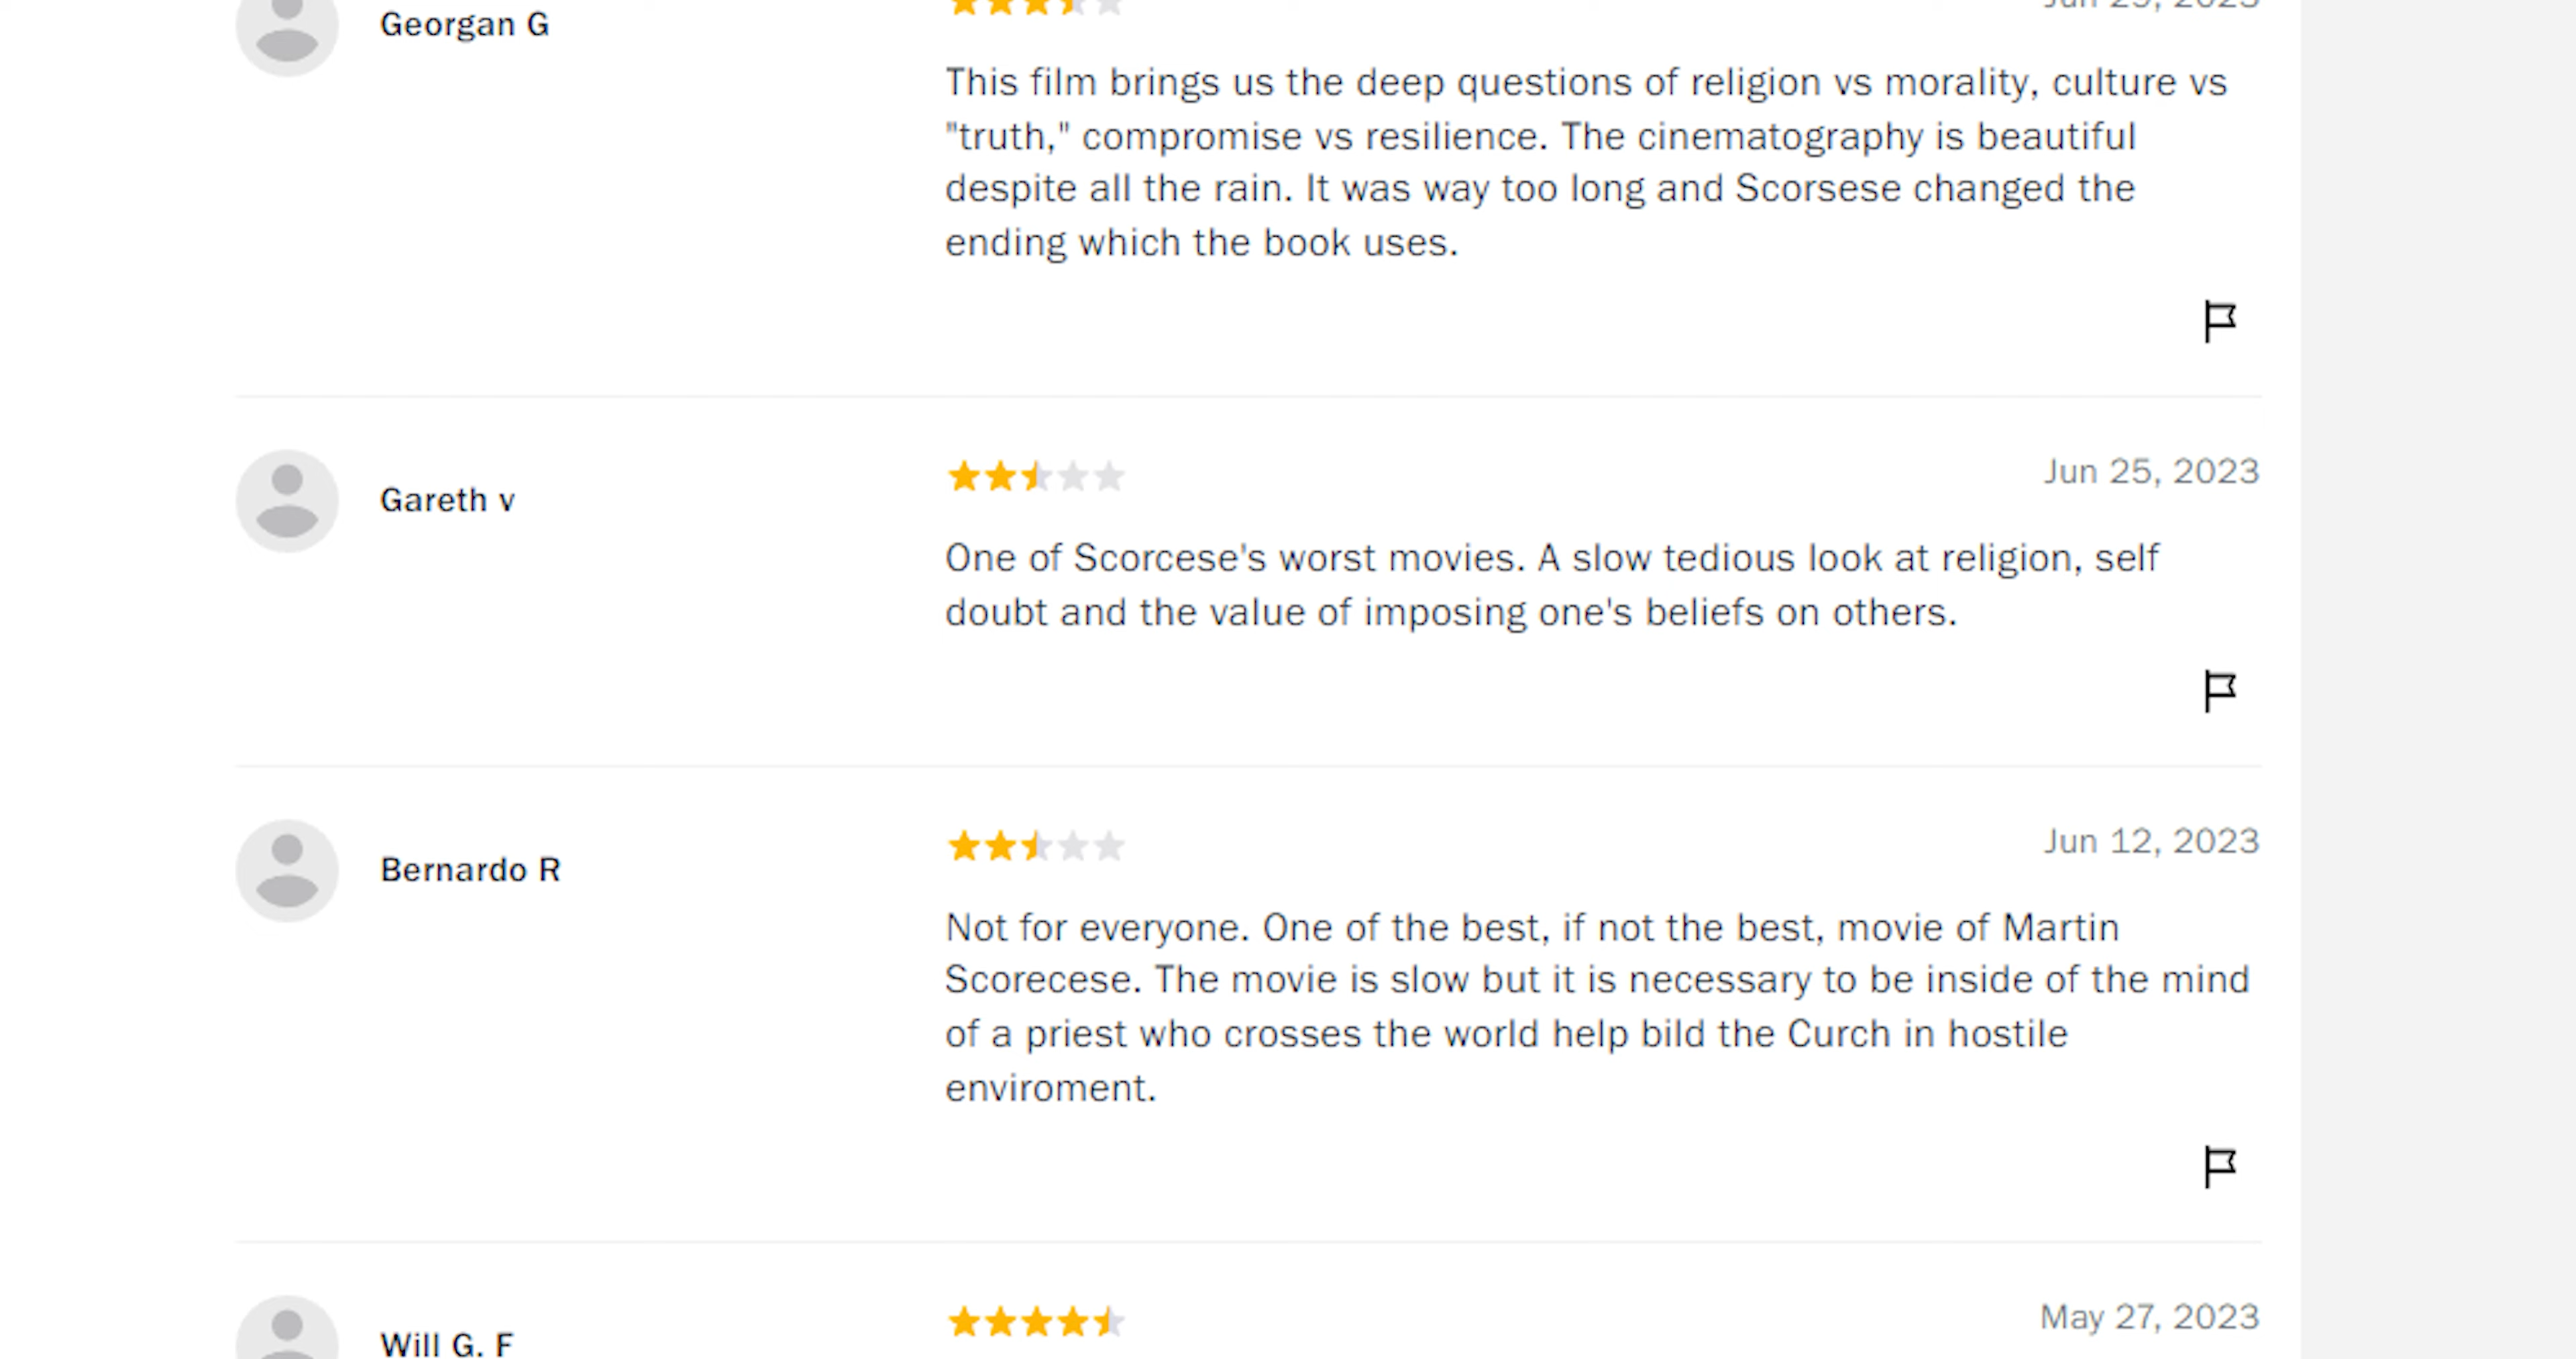 Georgan G
This film brings us the deep questions of religion vs morality, culture vs
"truth," compromise vs resilience. The cinematography is beautiful
despite all the rain. It was way too long and Scorsese changed the
ending which the book uses.
Gareth v
Jun 25, 2023
One of Scorcese's worst movies. A slow tedious look at religion, self
doubt and the value of imposing one's beliefs on others.
Bernardo R
Jun 12, 2023
Not for everyone. One of the best, if not the best, movie of Martin
Scorecese. The movie is slow but it is necessary to be inside of the mind
of a priest who crosses the world help bild the Curch in hostile
enviroment.
Will G. F
May 27, 2023